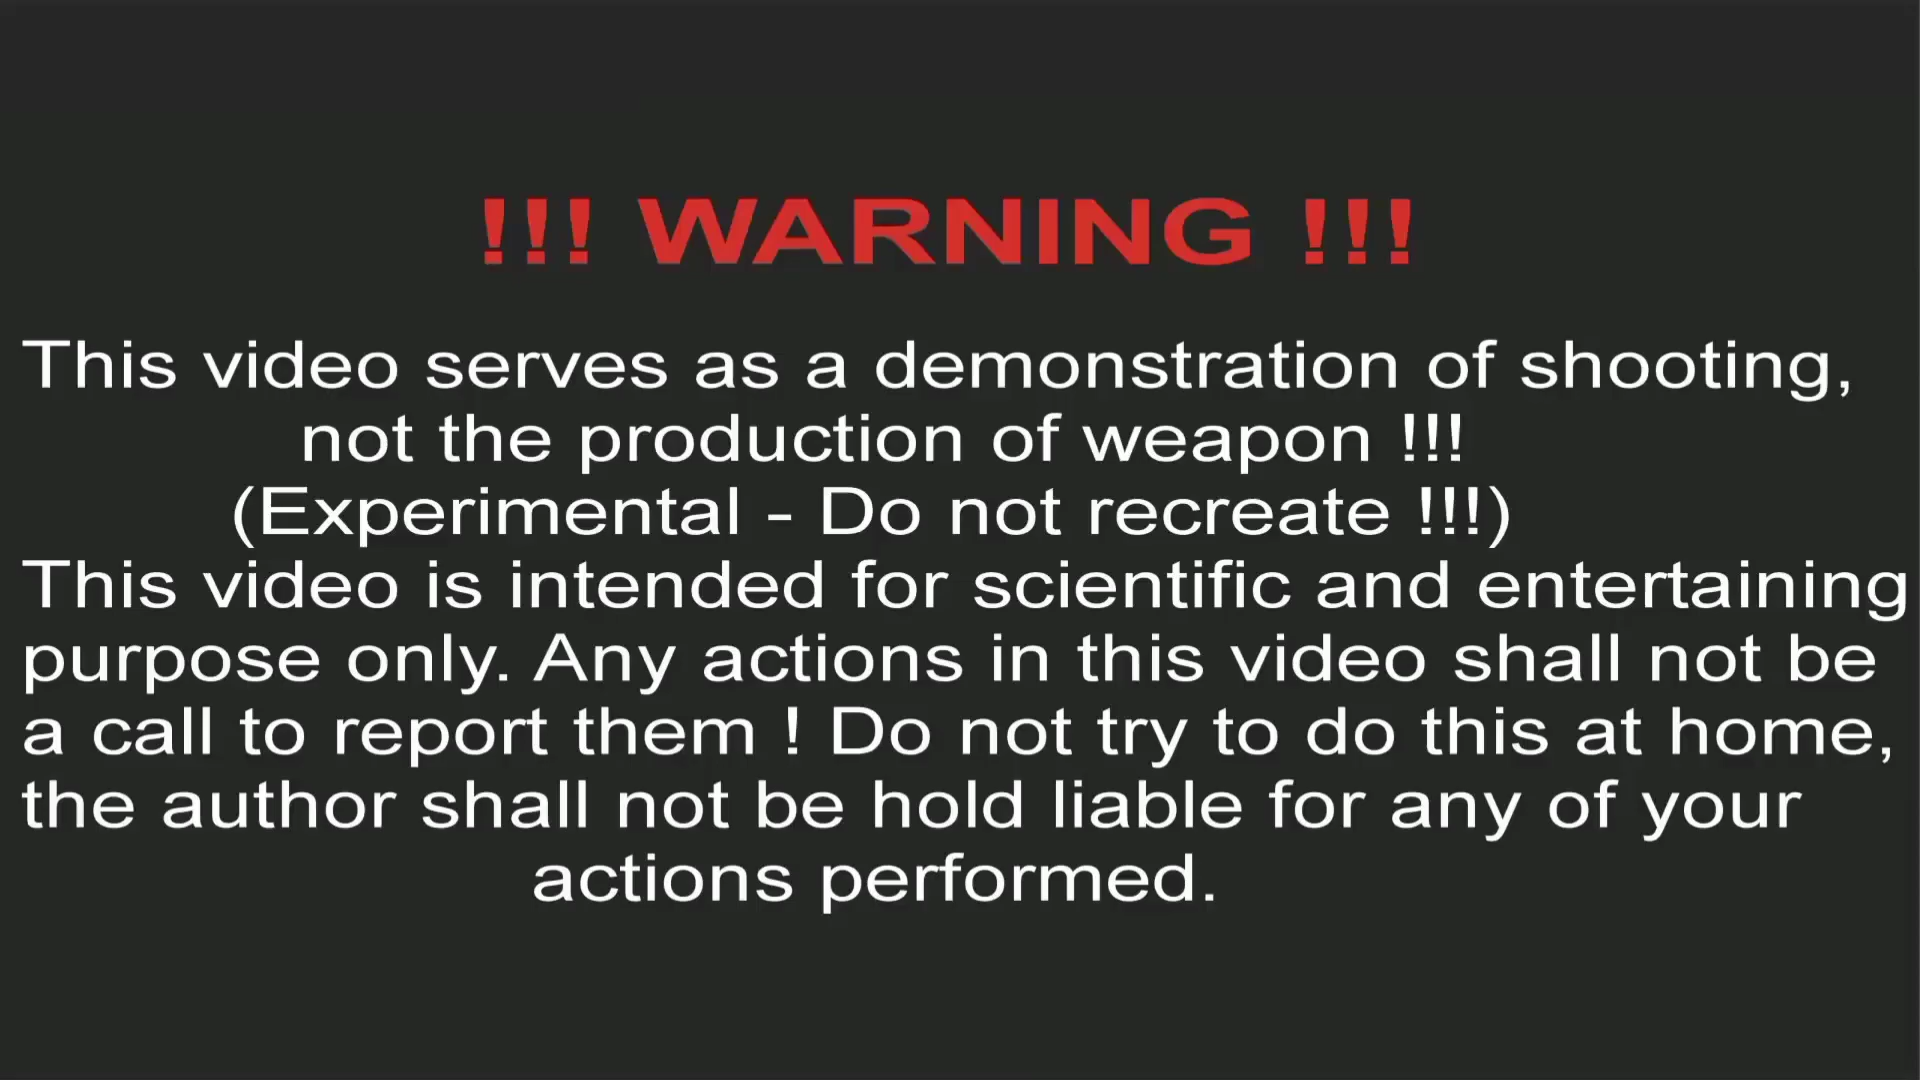 !!! WARNING !!!
This video serves as a demonstration of shooting,
not the production of weapon !!!
(Experimental - Do not recreate !!!)
This video is intended for scientific and entertaining
purpose only. Any actions in this video shall not be
a call to report them ! Do not try to do this at home,
the author shall not be hold liable for any of your
actions performed.